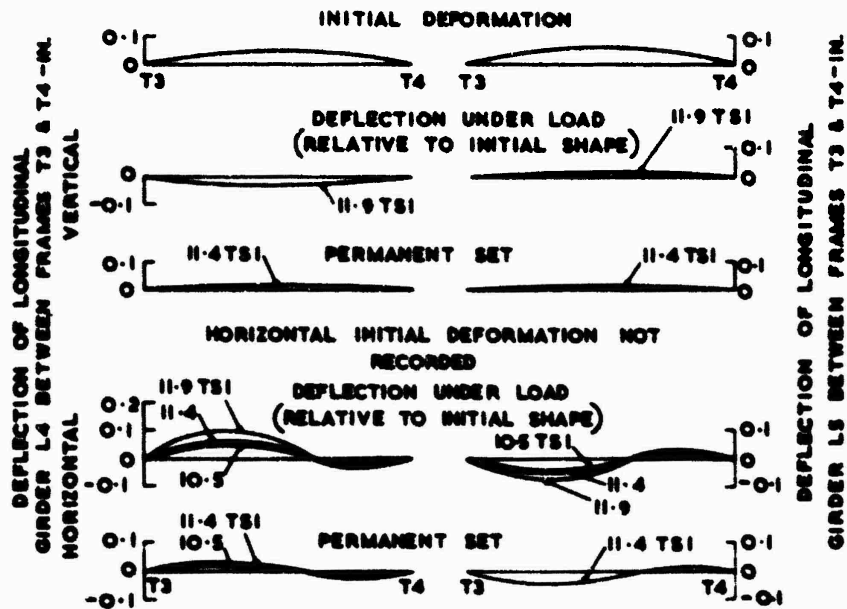 DEFLECTION OF LONGITUDINAL
GIRDER L4 BETWEEN FRAMES T3 & T4-IN.
VERTICAL
HORIZONTAL
INITIAL DEFORMATION
0·1
0
T3
T4
T3
T4
0·1
0
DEFLECTION UNDER LOAD
(RELATIVE TO INITIAL SHAPE)
0
-0·1
11·9 TSI
11·9 TSI
0·1
0
PERMANENT SET
0·1
0
11·4 TSI
11·4 TSI
0·1
0
HORIZONTAL INITIAL DEFORMATION NOT
RECORDED
DEFLECTION UNDER LOAD
(RELATIVE TO INITIAL SHAPE)
0·2
0·1
0
-0·1
11·9 TSI
11·4
10·5
10·5 TSI
11·4
11·9
0·1
0
-0·1
PERMANENT SET
0·1
0
-0·1
11·4 TSI
10·5
T3
T4
T3
11·4 TSI
T4
0·1
0
-0·1
DEFLECTION OF LONGITUDINAL
GIRDER L5 BETWEEN FRAMES T3 & T4-IN.